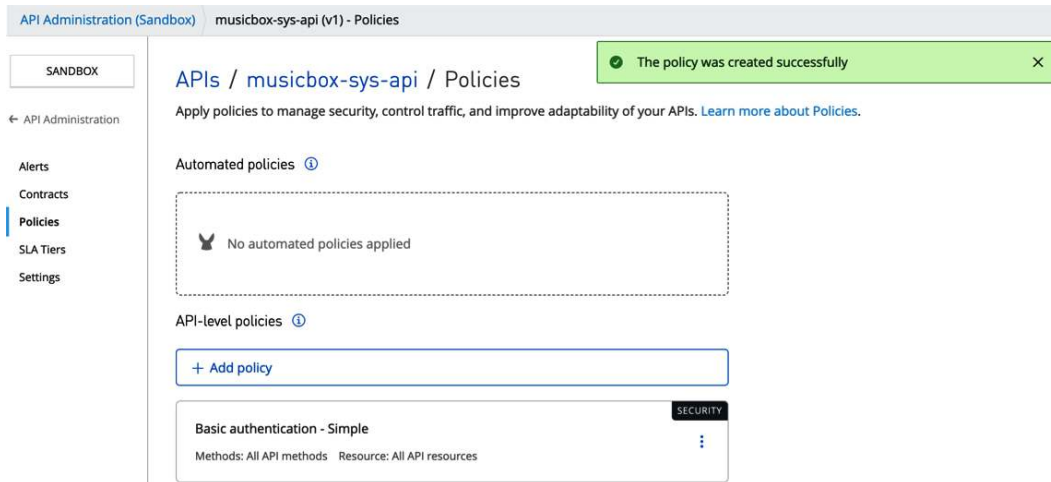 API Administration (Sandbox) musicbox-sys-api (v1) - Policies
SANDBOX
The policy was created successfully
APIs / musicbox-sys-api / Policies
Apply policies to manage security, control traffic, and improve adaptability of your APIs. Learn more about Policies.
← API Administration
Alerts
Contracts
Policies
SLA Tiers
Settings
Automated policies
No automated policies applied
API-level policies
+ Add policy
SECURITY
Basic authentication - Simple
Methods: All API methods Resource: All API resources